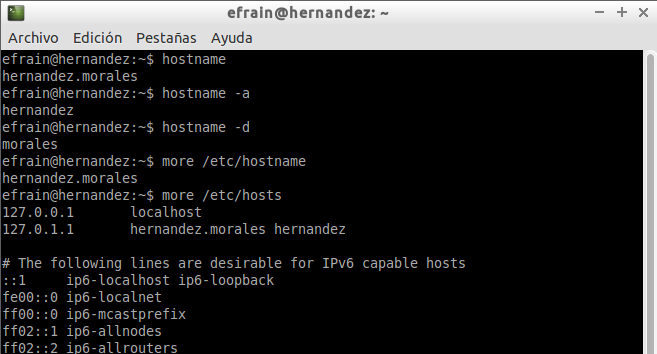 efrain@hernandez: ~
Archivo Edición Pestañas Ayuda
efrain@hernandez:~$ hostname
hernandez.morales
efrain@hernandez:~$ hostname -a
hernandez
efrain@hernandez:~$ hostname -d
morales
efrain@hernandez:~$ more /etc/hostname
hernandez.morales
efrain@hernandez:~$ more /etc/hosts
127.0.0.1       localhost
127.0.1.1       hernandez.morales hernandez

# The following lines are desirable for IPv6 capable hosts
::1     ip6-localhost ip6-loopback
fe00::0 ip6-localnet
ff00::0 ip6-mcastprefix
ff02::1 ip6-allnodes
ff02::2 ip6-allrouters